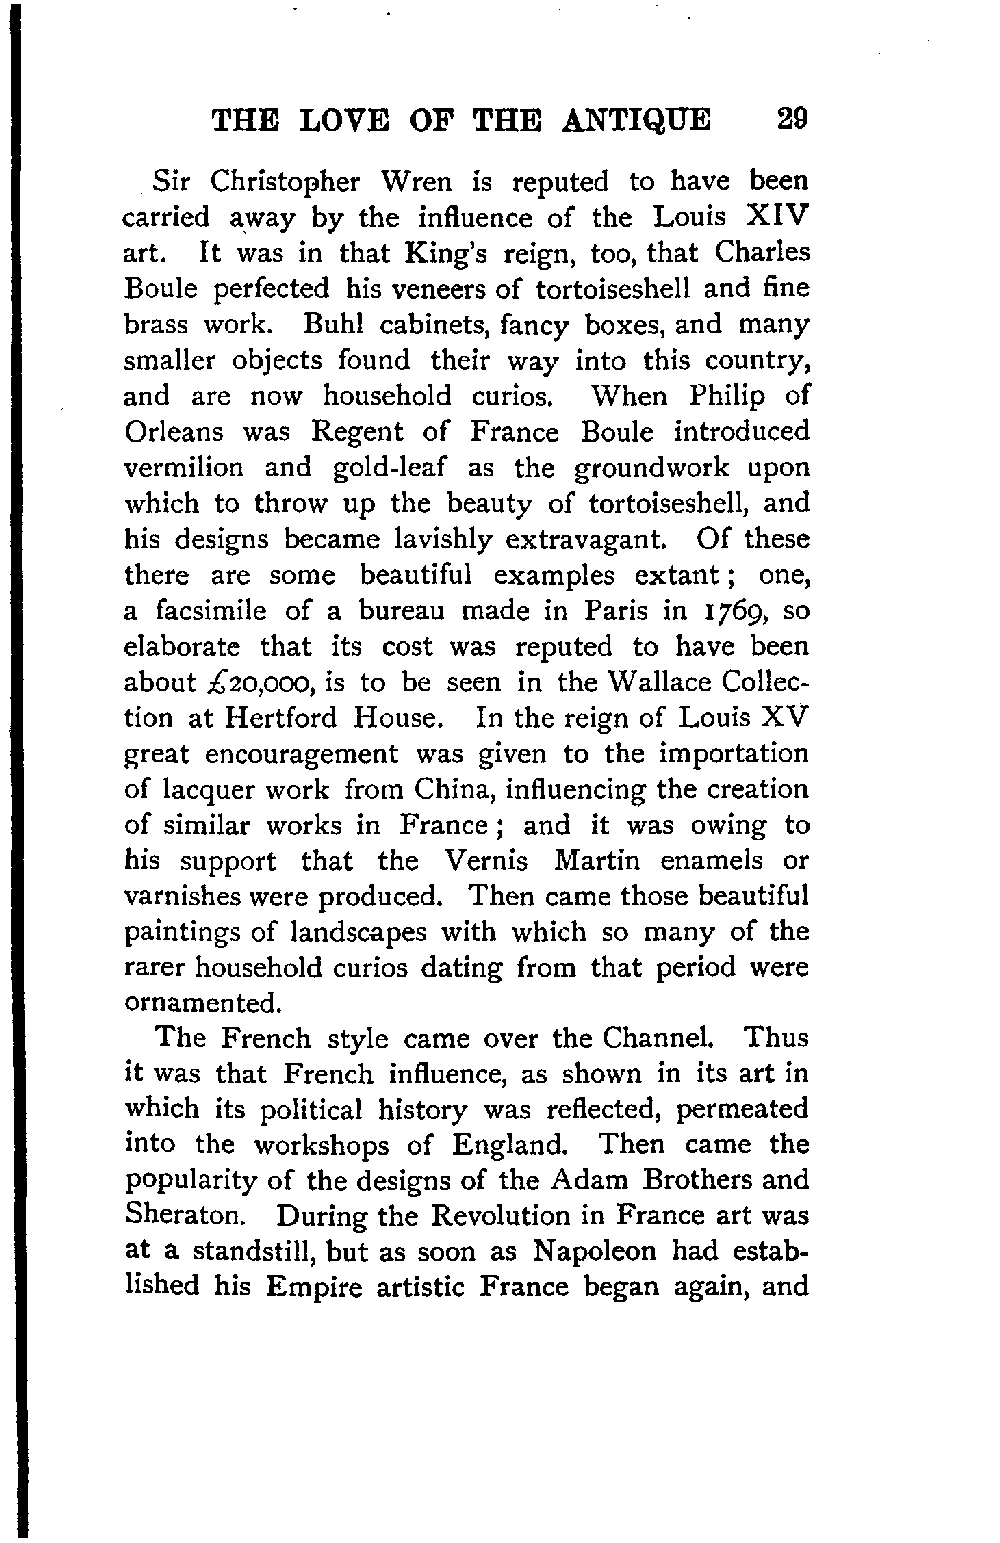 THE LOVE OF THE ANTIQUE 29
Sir Christopher Wren is reputed to have been
carried away by the influence of the Louis XIV
art. It was in that King's reign, too, that Charles
Boule perfected his veneers of tortoiseshell and fine
brass work. Buhl cabinets, fancy boxes, and many
smaller objects found their way into this country,
and are now household curios. When Philip of
Orleans was Regent of France Boule introduced
vermilion and gold-leaf as the groundwork upon
which to throw up the beauty of tortoiseshell, and
his designs became lavishly extravagant. Of these
there are some beautiful examples extant; one,
a facsimile of a bureau made in Paris in 1769, so
elaborate that its cost was reputed to have been
about £20,000, is to be seen in the Wallace Collec-
tion at Hertford House. In the reign of Louis XV
great encouragement was given to the importation
of lacquer work from China, influencing the creation
of similar works in France; and it was owing to
his support that the Vernis Martin enamels or
varnishes were produced. Then came those beautiful
paintings of landscapes with which so many of the
rarer household curios dating from that period were
ornamented.
The French style came over the Channel. Thus
it was that French influence, as shown in its art in
which its political history was reflected, permeated
into the workshops of England. Then came the
popularity of the designs of the Adam Brothers and
Sheraton. During the Revolution in France art was
at a standstill, but as soon as Napoleon had estab-
lished his Empire artistic France began again, and